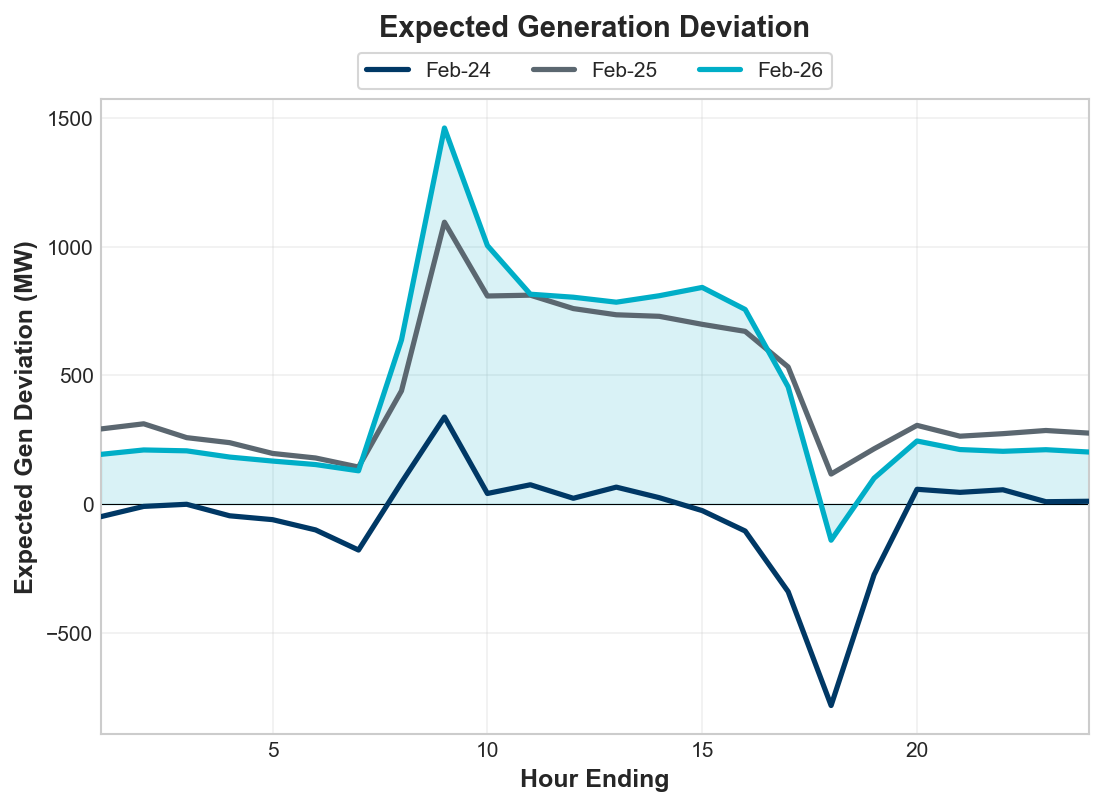 Expected Generation Deviation
Feb-24 Feb-25 Feb-26
Expected Gen Deviation (MW)
1500
1000
500
0
−500
5 10 15 20
Hour Ending